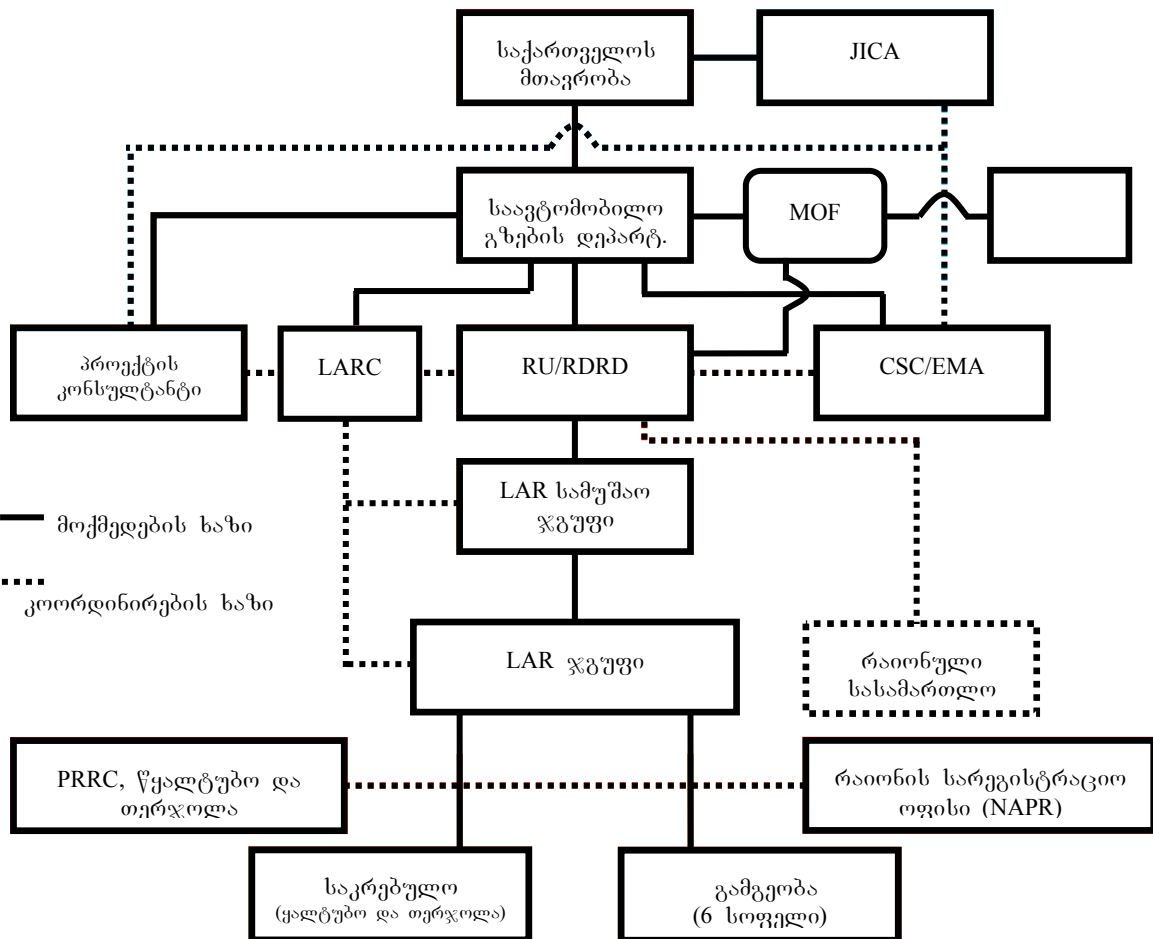 საქართველოს
მთავრობა
JICA
საავტომობილო
გზების დეპარტ.
MOF
პროექტის
კონსულტანტი
LARC
RU/RDRD
CSC/EMA
LAR სამუშაო
ჯგუფი
მოქმედების ხაზი
კოორდინირების ხაზი
LAR ჯგუფი
რაიონული
სასამართლო
PRRC, წყალტუბო და
თერჯოლა
რაიონის სარეგისტრაციო
ოფისი (NAPR)
საკრებულო
(ყალტუბო და თერჯოლა)
გამგეობა
(6 სოფელი)